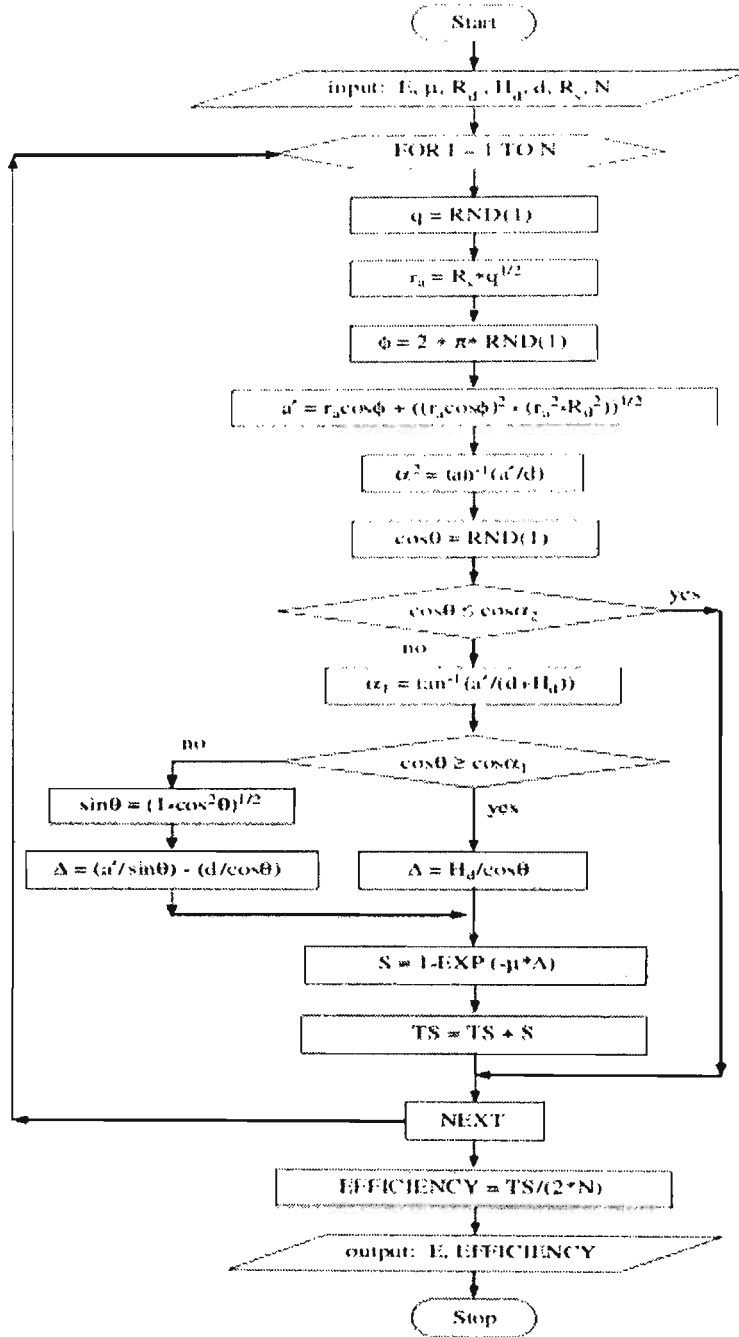 Start
input: E, μ, R_d, H_d, d, R_s, N
FOR I = 1 TO N
q = RND(1)
r_a = R_s*q^1/2
ϕ = 2 * π* RND(1)
a' = r_a cosϕ + ((r_a cosϕ)^2 - (r_a^2-R_d^2))^1/2
α^2 = tan^-1(a'/d)
cosθ = RND(1)
cosθ ≤ cosα_2
yes
no
α_1 = tan^-1(a'/(d+H_d))
no
cosθ ≥ cosα_1
sinθ = (1-cos^2θ)^1/2
yes
Δ = (a'/sinθ) - (d/cosθ)
Δ = H_d/cosθ
S = 1-EXP (-μ*Δ)
TS = TS + S
NEXT
EFFICIENCY = TS/(2*N)
output: E, EFFICIENCY
Stop